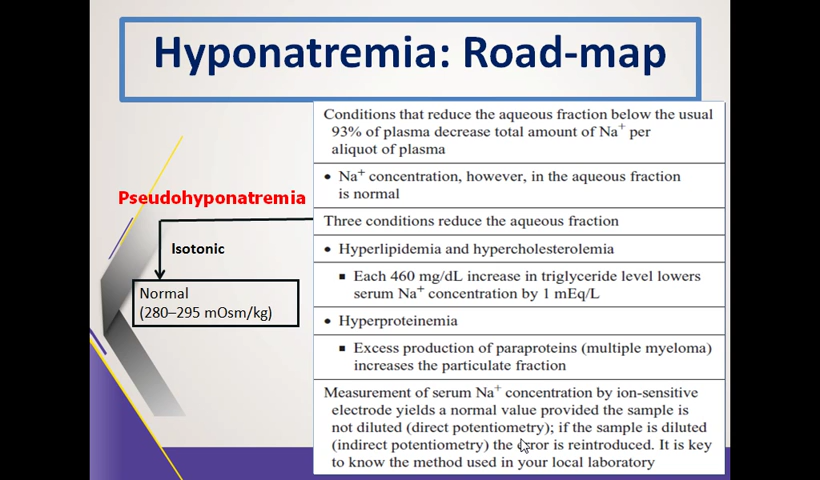 Hyponatremia: Road-map
Conditions that reduce the aqueous fraction below the usual
93% of plasma decrease total amount of Na+ per
aliquot of plasma
• Na+ concentration, however, in the aqueous fraction
is normal
Pseudohyponatremia
Three conditions reduce the aqueous fraction
Isotonic
• Hyperlipidemia and hypercholesterolemia
▪ Each 460 mg/dL increase in triglyceride level lowers
serum Na+ concentration by 1 mEq/L
Normal
(280–295 mOsm/kg)
• Hyperproteinemia
▪ Excess production of paraproteins (multiple myeloma)
increases the particulate fraction
Measurement of serum Na+ concentration by ion-sensitive
electrode yields a normal value provided the sample is
not diluted (direct potentiometry); if the sample is diluted
(indirect potentiometry) the error is reintroduced. It is key
to know the method used in your local laboratory